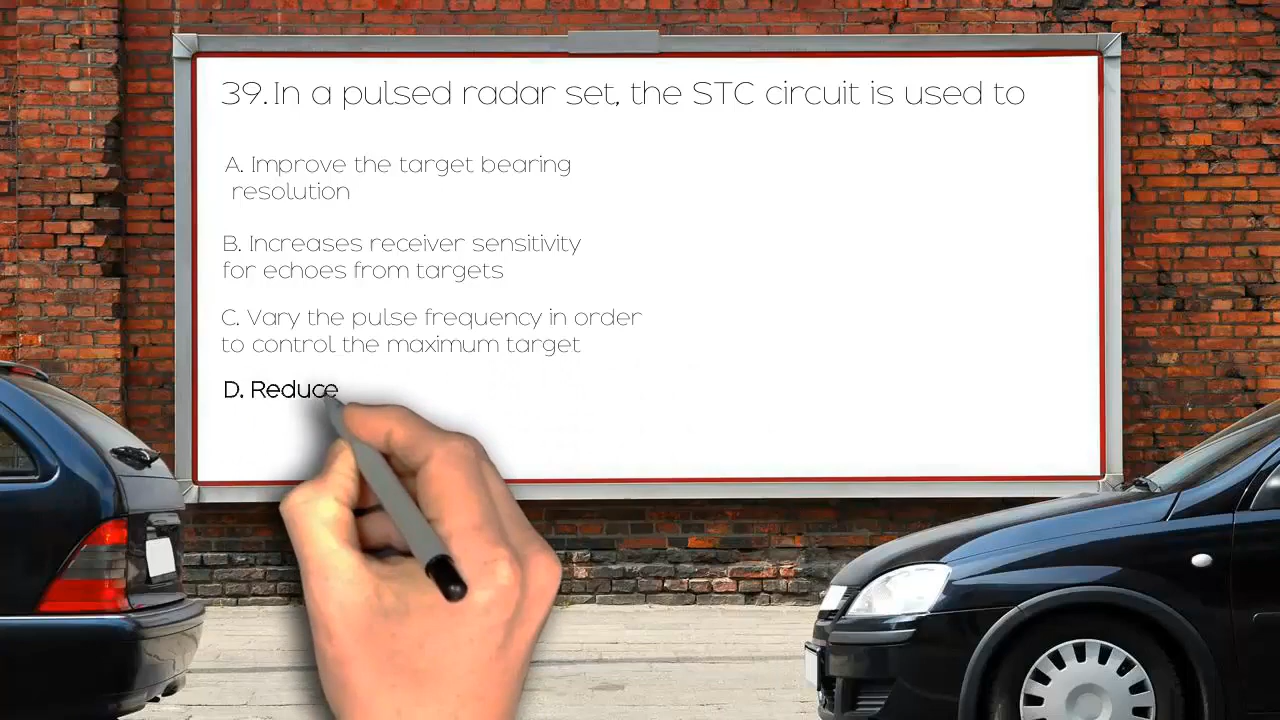 39.In a pulsed radar set, the STC circuit is used to
A. Improve the target bearing
resolution
B. Increases receiver sensitivity
for echoes from targets
C. Vary the pulse frequency in order
to control the maximum target
D. Reduce